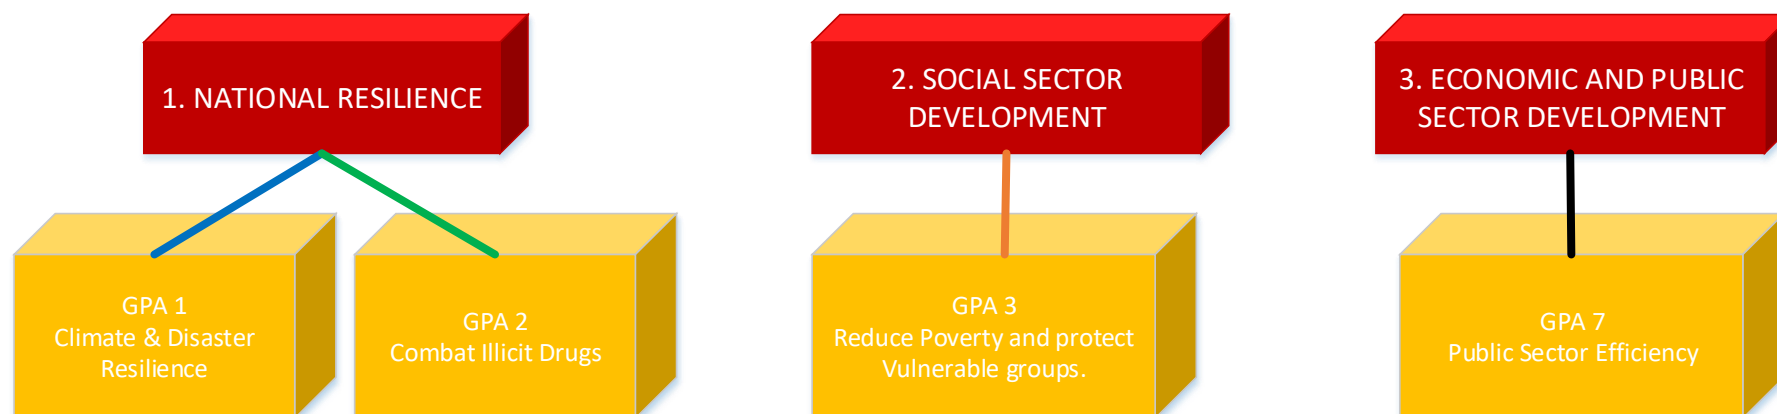 1. NATIONAL RESILIENCE
2. SOCIAL SECTOR
DEVELOPMENT
3. ECONOMIC AND PUBLIC
SECTOR DEVELOPMENT
GPA 1
Climate & Disaster
Resilience
GPA 2
Combat Illicit Drugs
GPA 3
Reduce Poverty and protect
Vulnerable groups.
GPA 7
Public Sector Efficiency